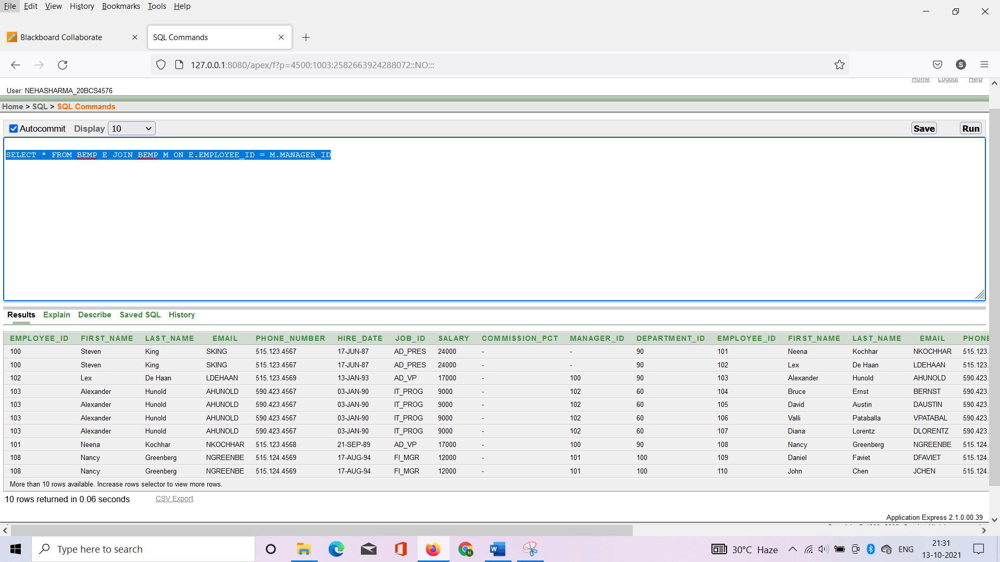 File Edit View History Bookmarks Tools Help
Blackboard Collaborate
SQL Commands
127.0.0.1:8080/apex/f?p=4500:1003:2582663924288072::NO:::
S
Home Logout Help
User: NEHASHARMA_20BCS4576
Home > SQL > SQL Commands
Autocommit Display 10 Save Run
SELECT * FROM BEMP E JOIN BEMP M ON E.EMPLOYEE_ID = M.MANAGER_ID
Results Explain Describe Saved SQL History
EMPLOYEE_ID FIRST_NAME LAST_NAME EMAIL PHONE_NUMBER HIRE_DATE JOB_ID SALARY COMMISSION_PCT MANAGER_ID DEPARTMENT_ID EMPLOYEE_ID FIRST_NAME LAST_NAME EMAIL PHONE
100 Steven King SKING 515.123.4567 17-JUN-87 AD_PRES 24000 - - 90 101 Neena Kochhar NKOCHHAR 515.123.
100 Steven King SKING 515.123.4567 17-JUN-87 AD_PRES 24000 - - 90 102 Lex De Haan LDEHAAN 515.123.
102 Lex De Haan LDEHAAN 515.123.4569 13-JAN-93 AD_VP 17000 - 100 90 103 Alexander Hunold AHUNOLD 590.423.
103 Alexander Hunold AHUNOLD 590.423.4567 03-JAN-90 IT_PROG 9000 - 102 60 104 Bruce Ernst BERNST 590.423.
103 Alexander Hunold AHUNOLD 590.423.4567 03-JAN-90 IT_PROG 9000 - 102 60 105 David Austin DAUSTIN 590.423.
103 Alexander Hunold AHUNOLD 590.423.4567 03-JAN-90 IT_PROG 9000 - 102 60 106 Valli Pataballa VPATABAL 590.423.
103 Alexander Hunold AHUNOLD 590.423.4567 03-JAN-90 IT_PROG 9000 - 102 60 107 Diana Lorentz DLORENTZ 590.423.
101 Neena Kochhar NKOCHHAR 515.123.4568 21-SEP-89 AD_VP 17000 - 100 90 108 Nancy Greenberg NGREENBE 515.124.
108 Nancy Greenberg NGREENBE 515.124.4569 17-AUG-94 FI_MGR 12000 - 101 100 109 Daniel Faviet DFAVIET 515.124.
108 Nancy Greenberg NGREENBE 515.124.4569 17-AUG-94 FI_MGR 12000 - 101 100 110 John Chen JCHEN 515.124.
More than 10 rows available. Increase rows selector to view more rows.
10 rows returned in 0.06 seconds CSV Export
Application Express 2.1.0.00.39
Type here to search
30°C Haze
ENG
21:31
13-10-2021